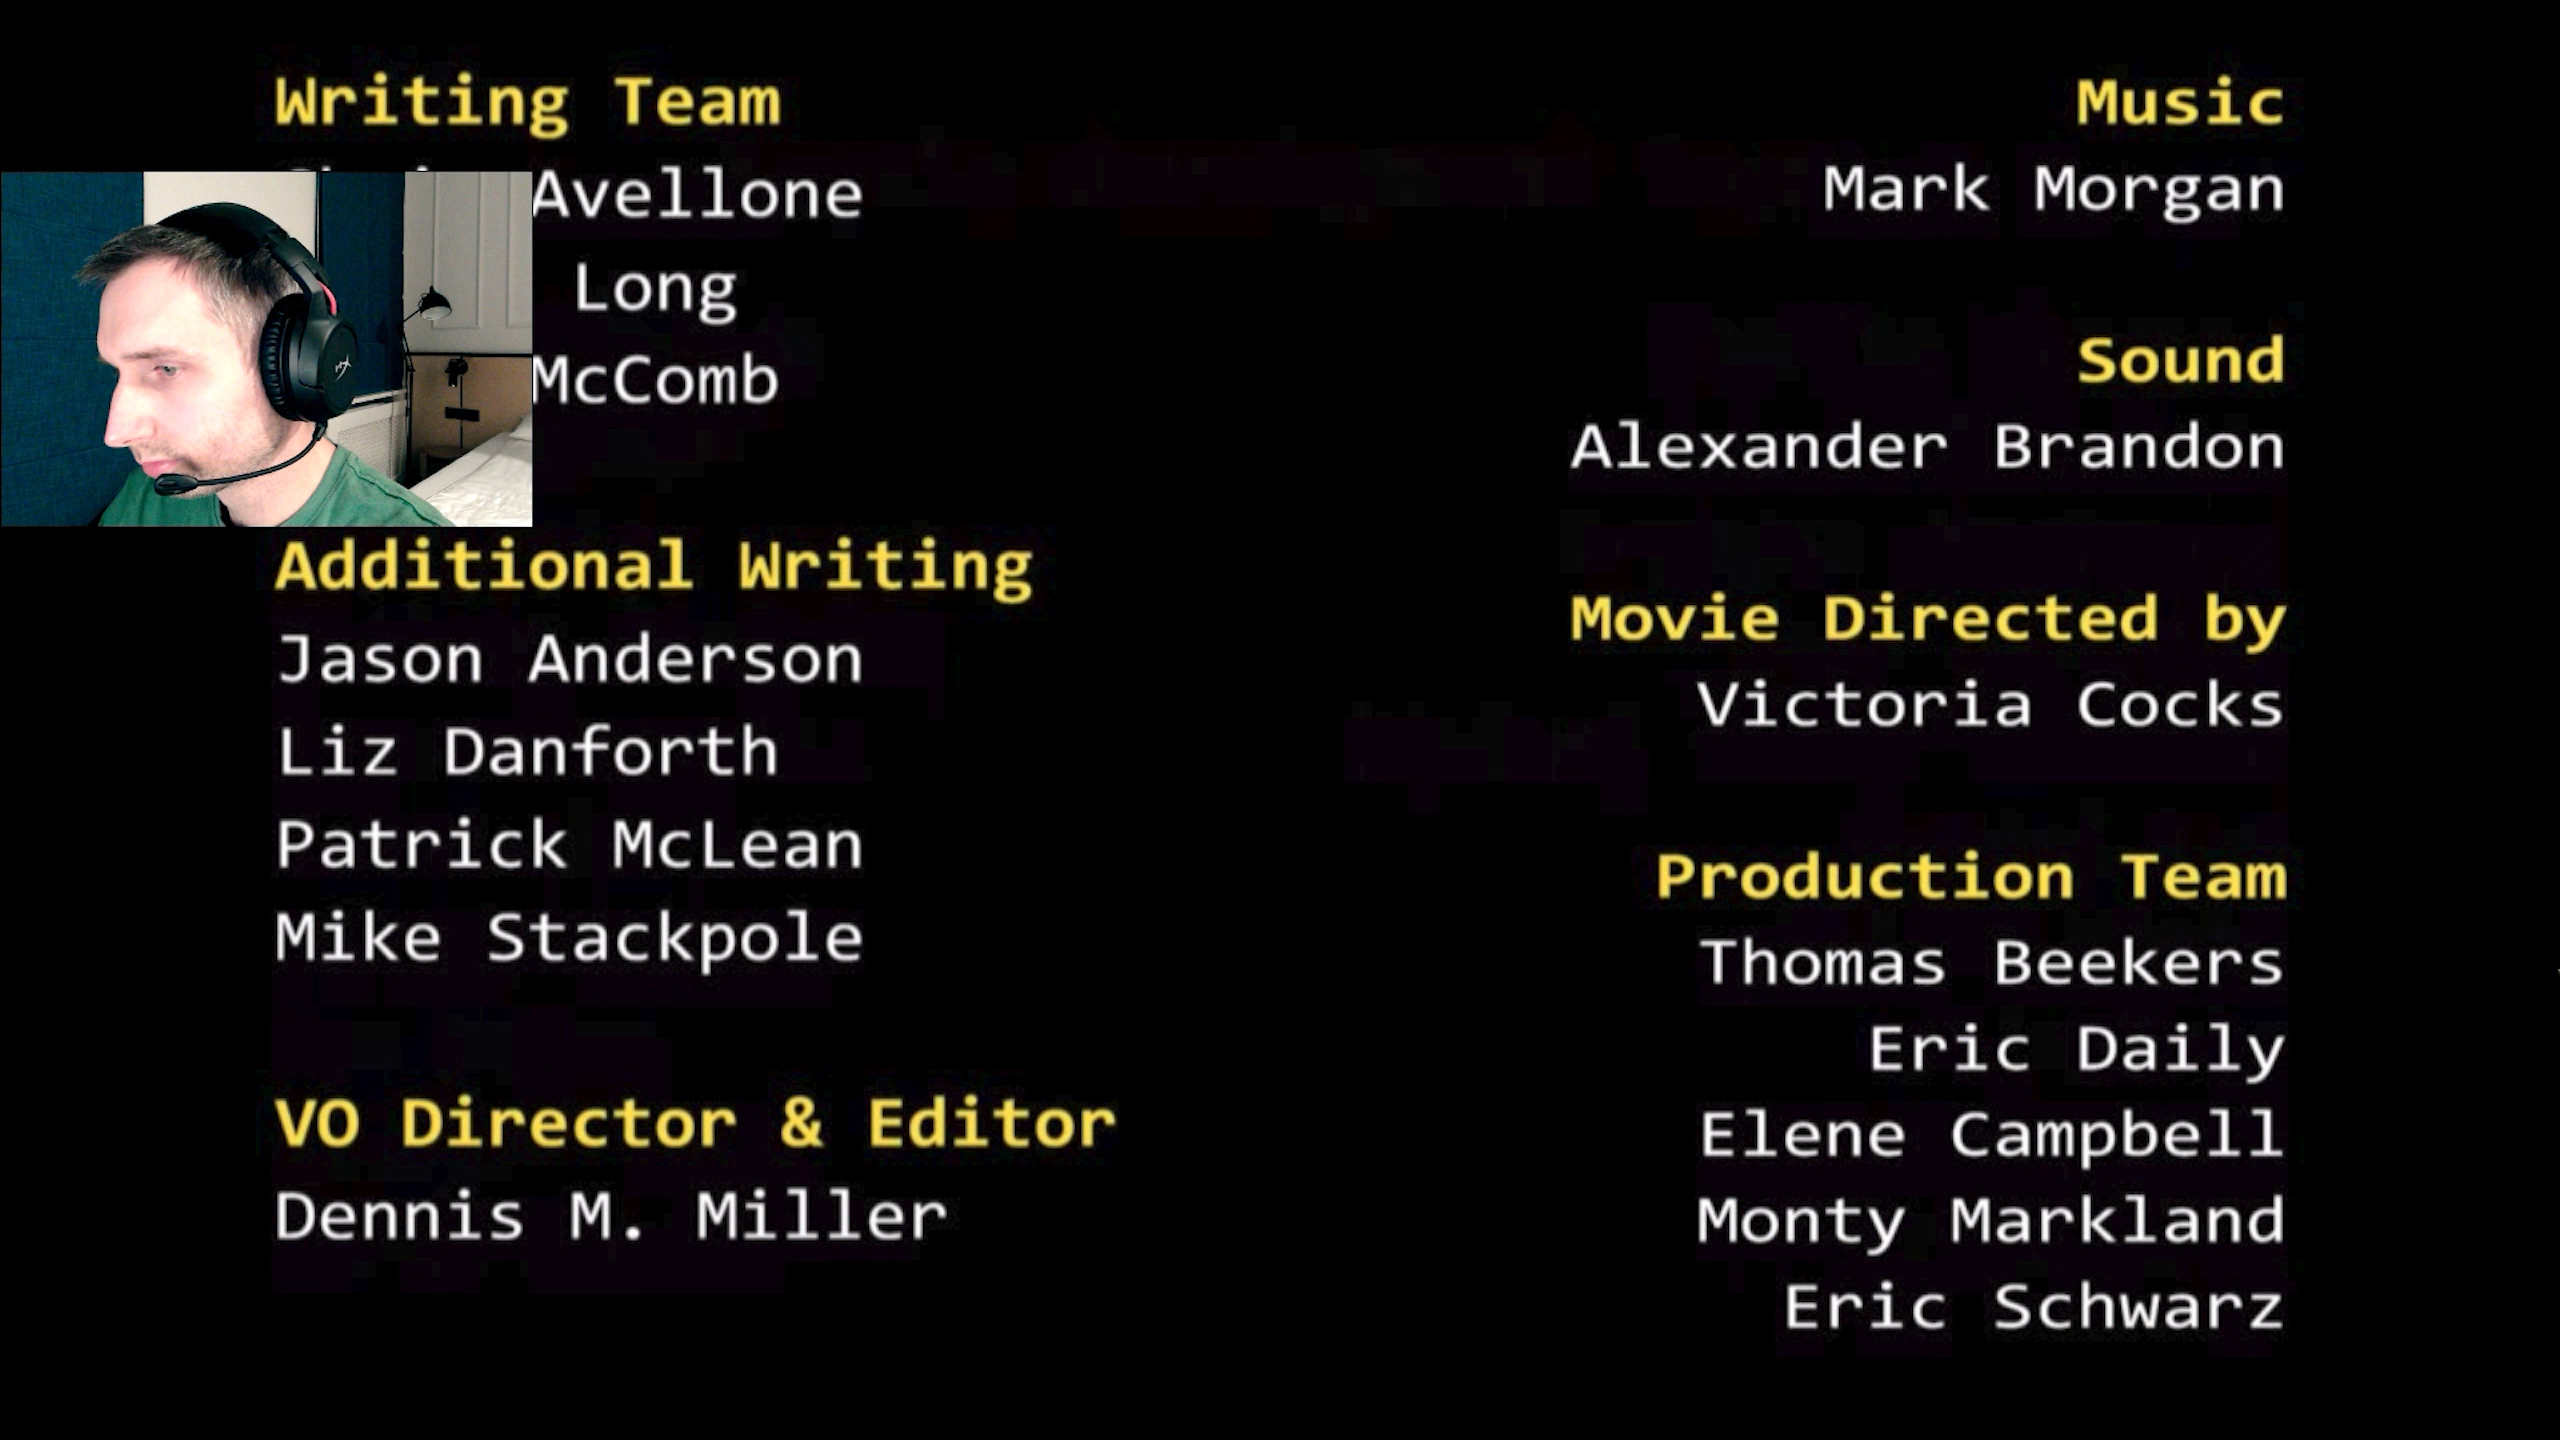 Writing Team
Avellone
Long
McComb
Additional Writing
Jason Anderson
Liz Danforth
Patrick McLean
Mike Stackpole
VO Director & Editor
Dennis M. Miller
Music
Mark Morgan
Sound
Alexander Brandon
Movie Directed by
Victoria Cocks
Production Team
Thomas Beekers
Eric Daily
Elene Campbell
Monty Markland
Eric Schwarz